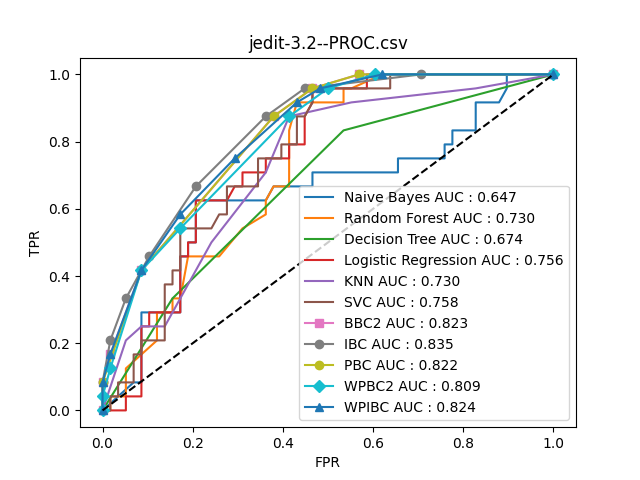 jedit-3.2--PROC.csv
1.0
0.8
0.6
0.4
0.2
0.0
TPR
0.0 0.2 0.4 0.6 0.8 1.0
FPR
Naive Bayes AUC : 0.647
Random Forest AUC : 0.730
Decision Tree AUC : 0.674
Logistic Regression AUC : 0.756
KNN AUC : 0.730
SVC AUC : 0.758
BBC2 AUC : 0.823
IBC AUC : 0.835
PBC AUC : 0.822
WPBC2 AUC : 0.809
WPIBC AUC : 0.824